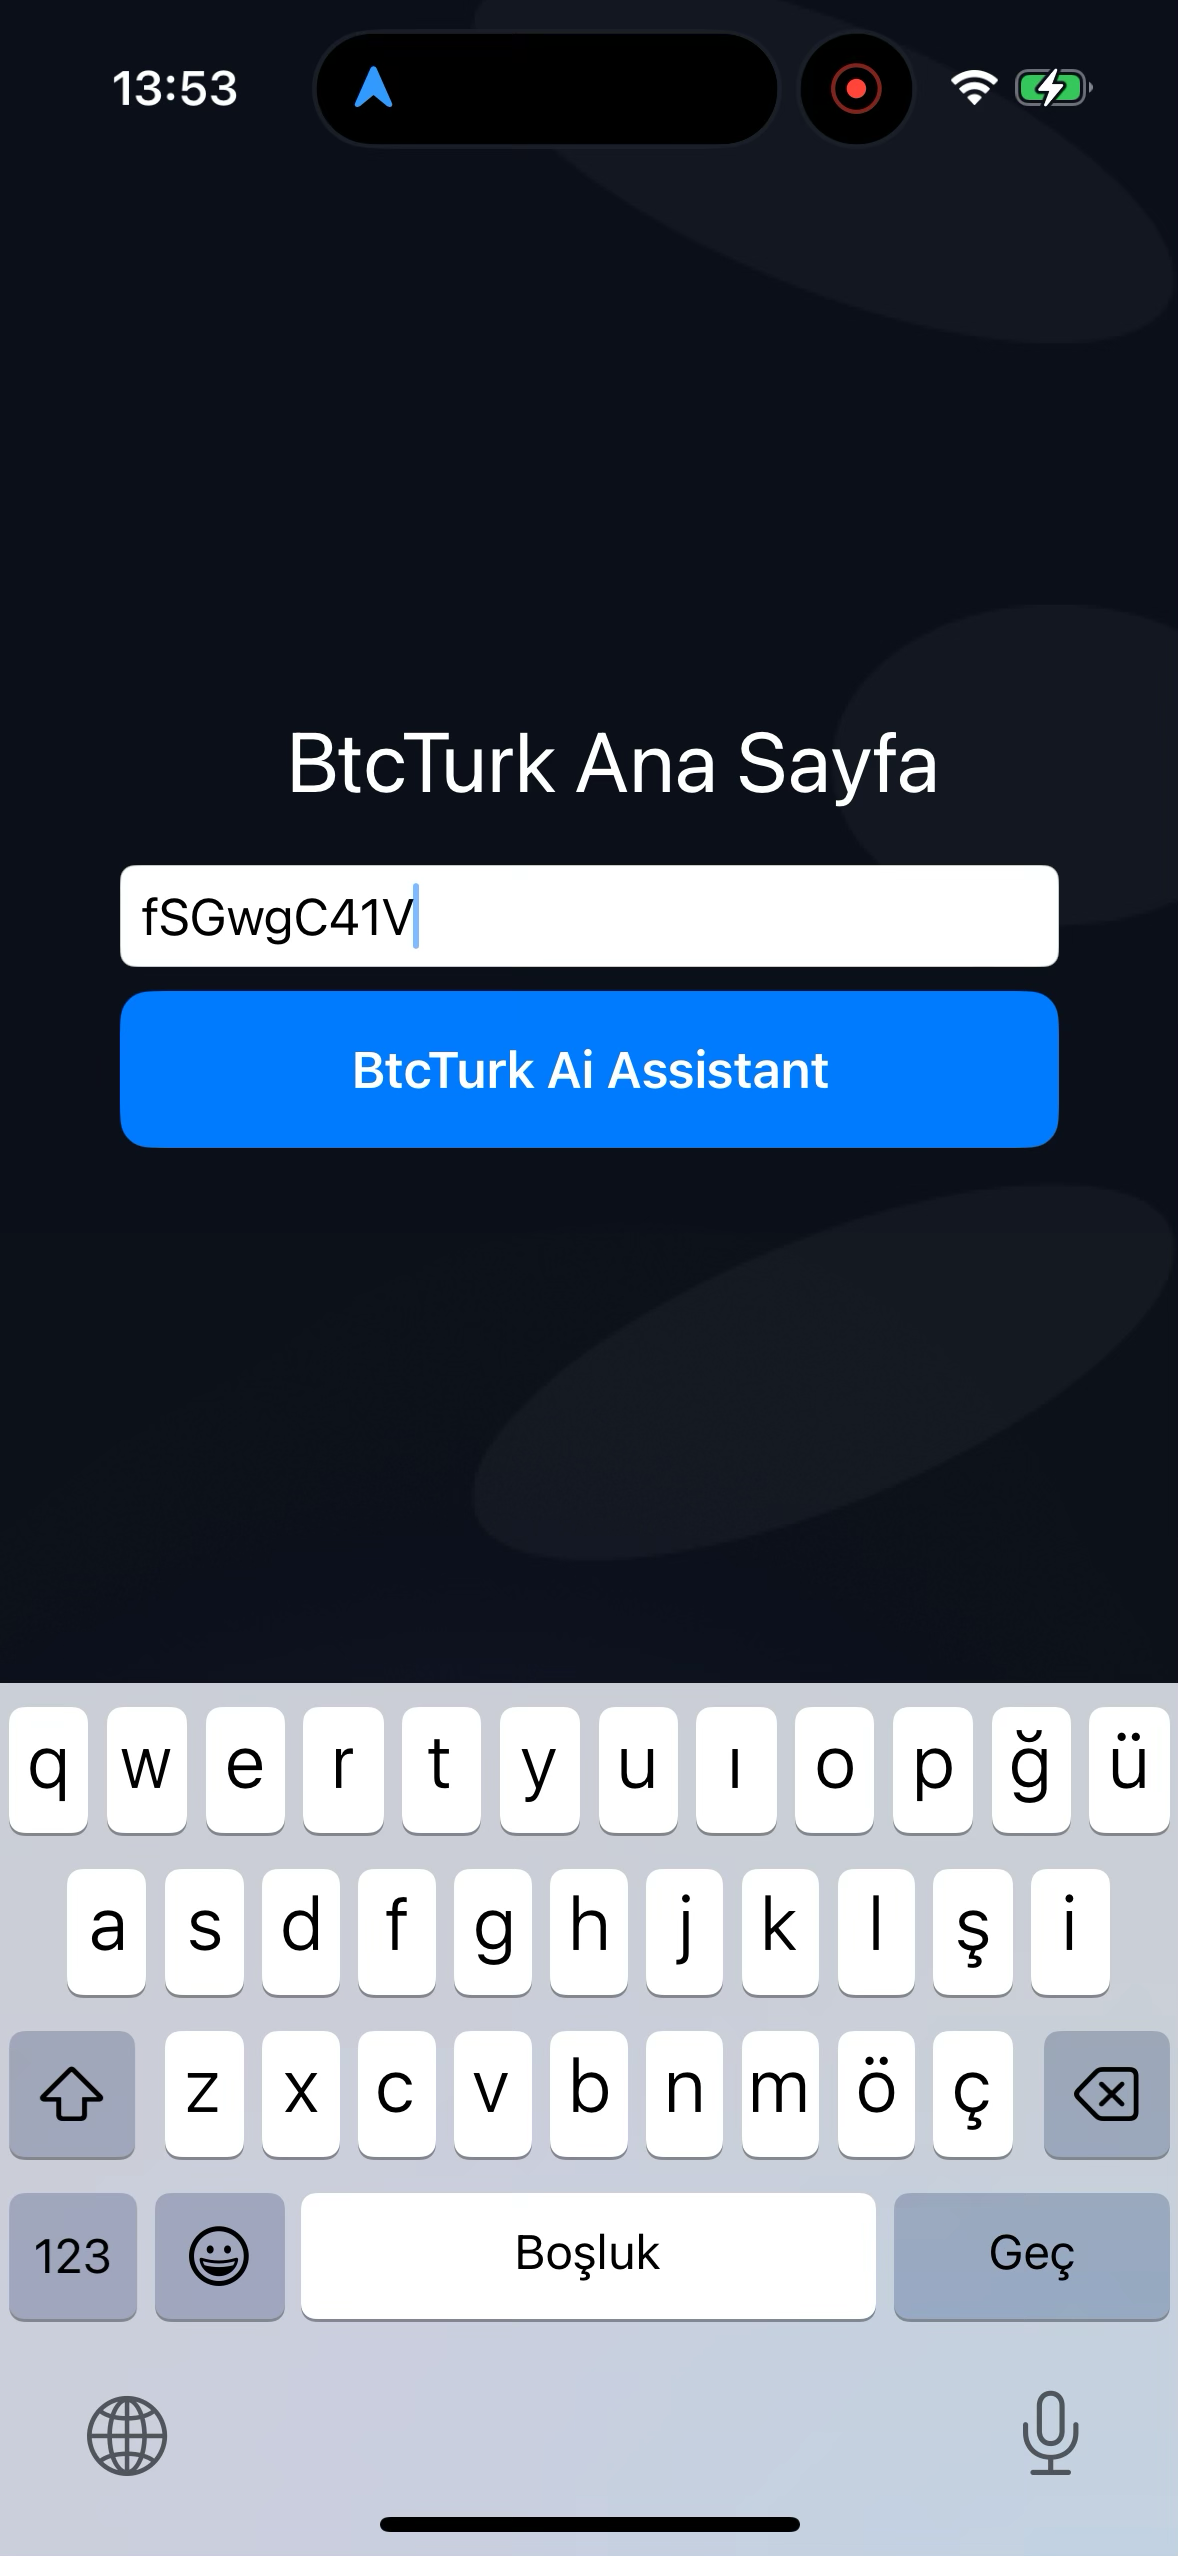 13:53
BtcTurk Ana Sayfa
fSGwgC41V
BtcTurk Ai Assistant
q w e r t y u ı o p ğ ü
a s d f g h j k l ş i
z x c v b n m ö ç
123 Boşluk Geç